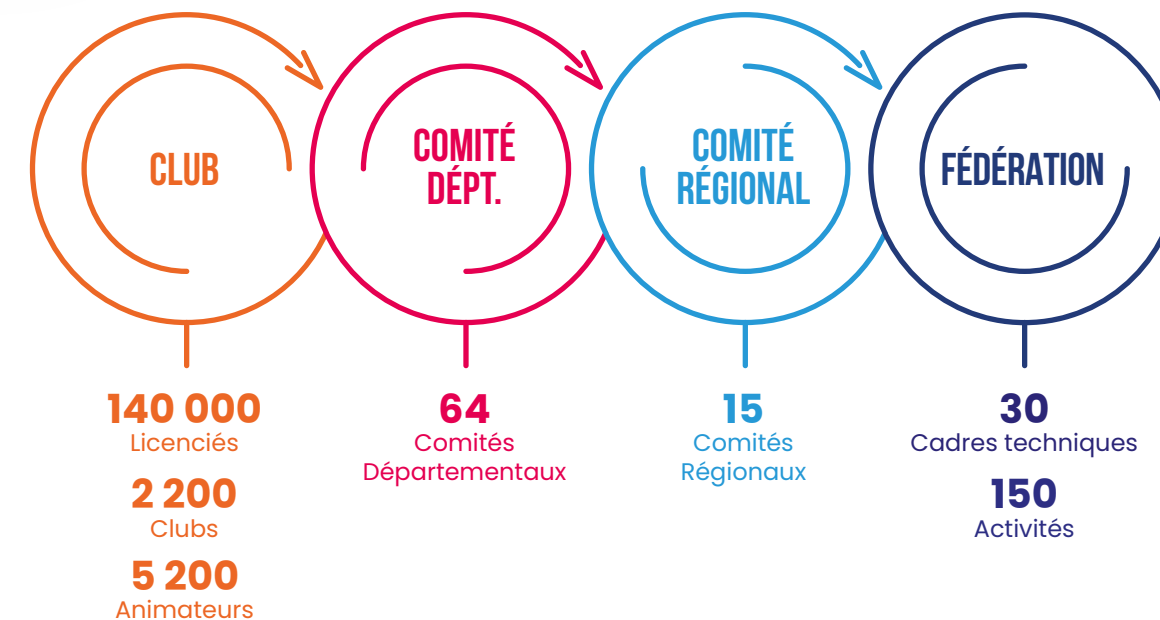 CLUB
140 000
Licenciés
2 200
Clubs
5 200
Animateurs
COMITÉ
DÉPT.
64
Comités
Départementaux
COMITÉ
RÉGIONAL
15
Comités
Régionaux
FÉDÉRATION
30
Cadres techniques
150
Activités